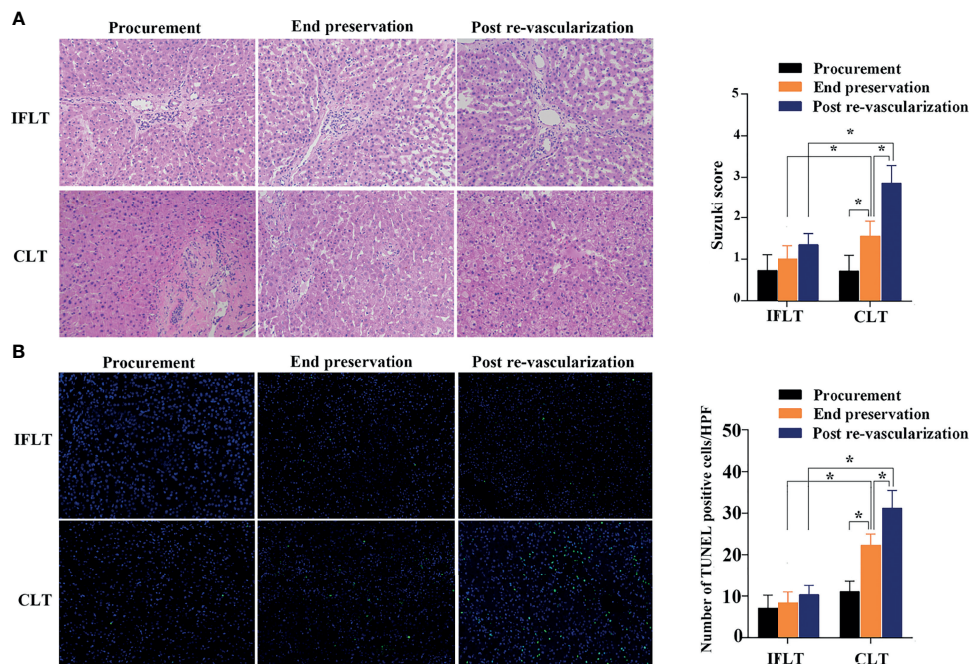 A
Procurement
End preservation
Post re-vascularization
IFLT
CLT
Procurement
End preservation
Post re-vascularization
Suzuki score
5
4
3
2
1
0
*
*
*
*
IFLT
CLT
B
Procurement
End preservation
Post re-vascularization
IFLT
CLT
Procurement
End preservation
Post re-vascularization
Number of TUNEL positive cells/HPF
50
40
30
20
10
0
*
*
*
*
IFLT
CLT